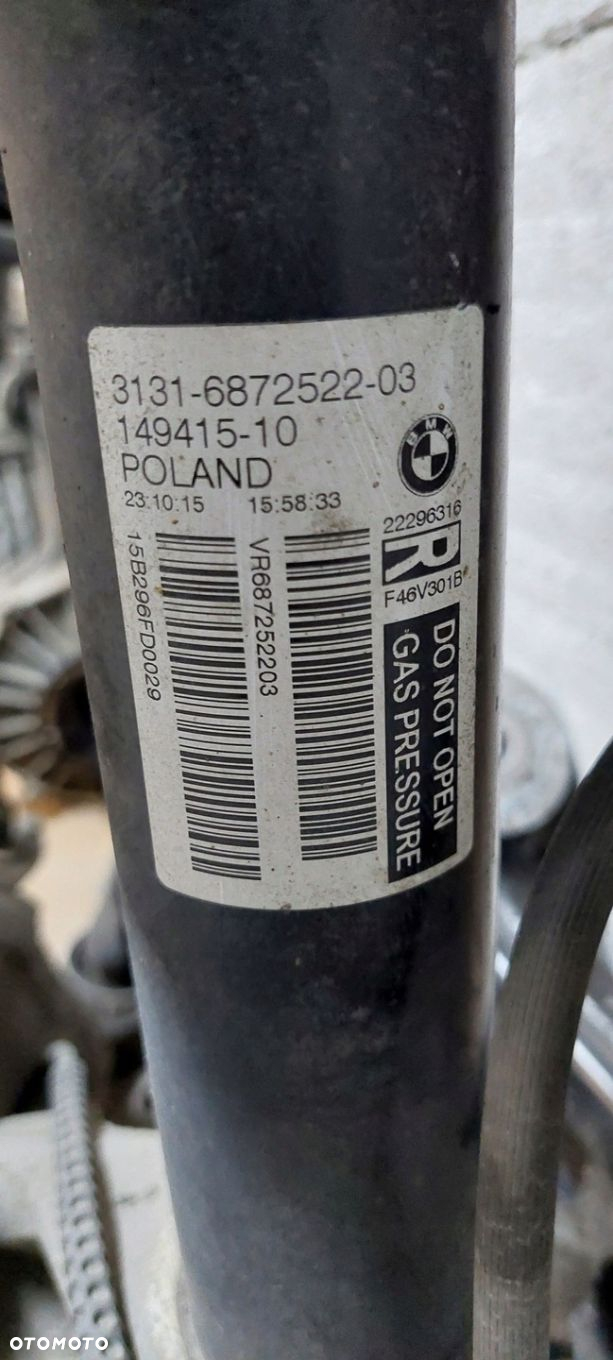 3131-6872522-03
149415-10
POLAND
23:10:15 15:58:33
BMW
22296316
R
F46V301B
15B296FD0029
VR687252203
DO NOT OPEN
GAS PRESSURE
OTOMOTO